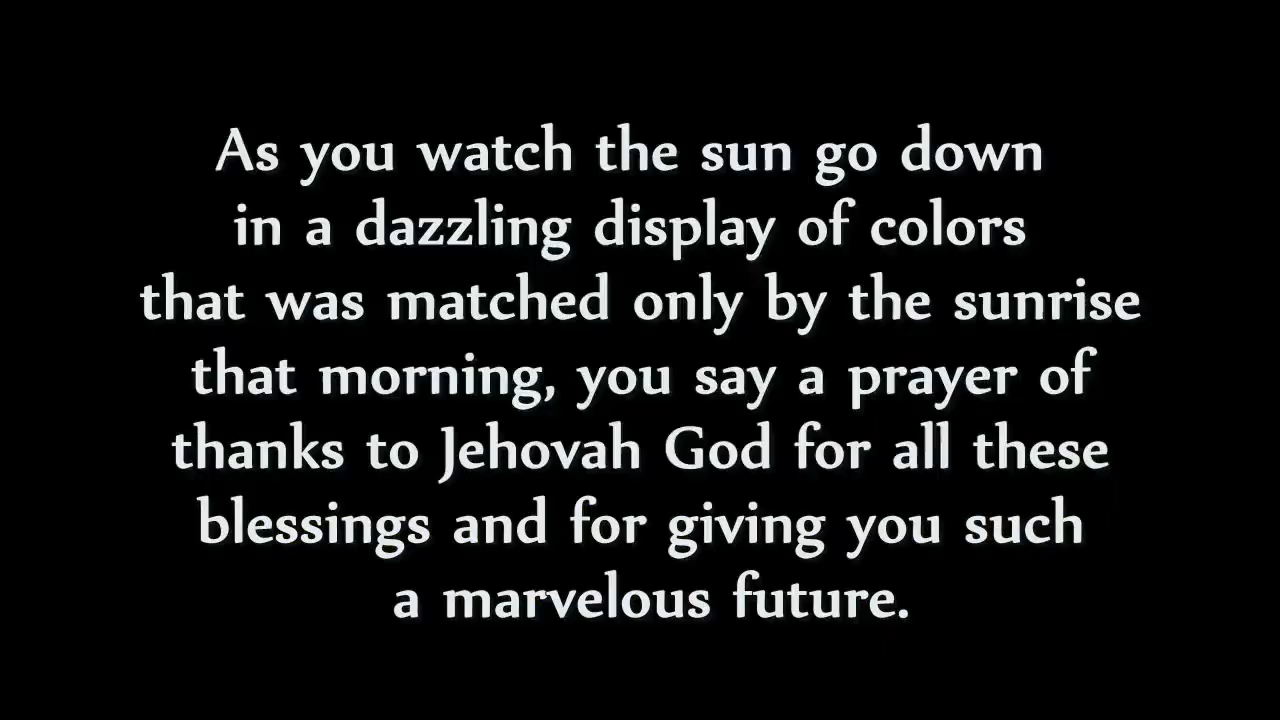 As you watch the sun go down
in a dazzling display of colors
that was matched only by the sunrise
that morning, you say a prayer of
thanks to Jehovah God for all these
blessings and for giving you such
a marvelous future.